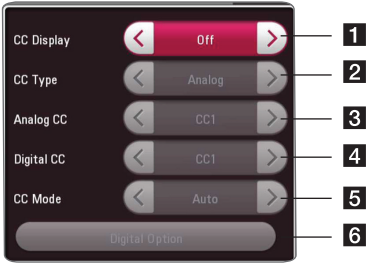 CC Display Off 1
CC Type Analog 2
Analog CC CC1 3
Digital CC CC1 4
CC Mode Auto 5
Digital Option 6